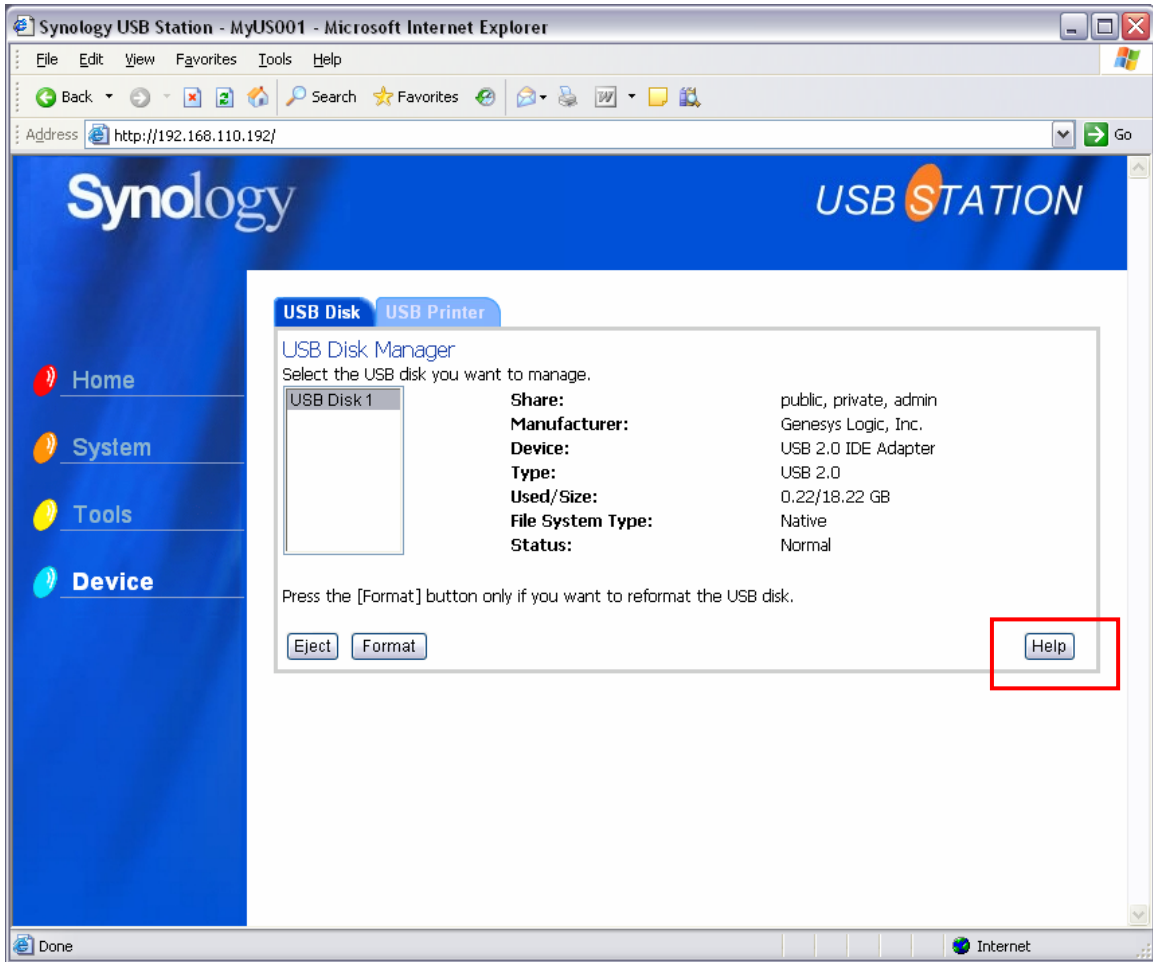 Synology USB Station - MyUS001 - Microsoft Internet Explorer
File Edit View Favorites Tools Help
Back Search Favorites
Address http://192.168.110.192/ Go
Synology USB STATION
USB Disk USB Printer
USB Disk Manager
Select the USB disk you want to manage.
USB Disk 1
Share: public, private, admin
Manufacturer: Genesys Logic, Inc.
Device: USB 2.0 IDE Adapter
Type: USB 2.0
Used/Size: 0.22/18.22 GB
File System Type: Native
Status: Normal
Press the [Format] button only if you want to reformat the USB disk.
Eject Format Help
Home
System
Tools
Device
Done Internet